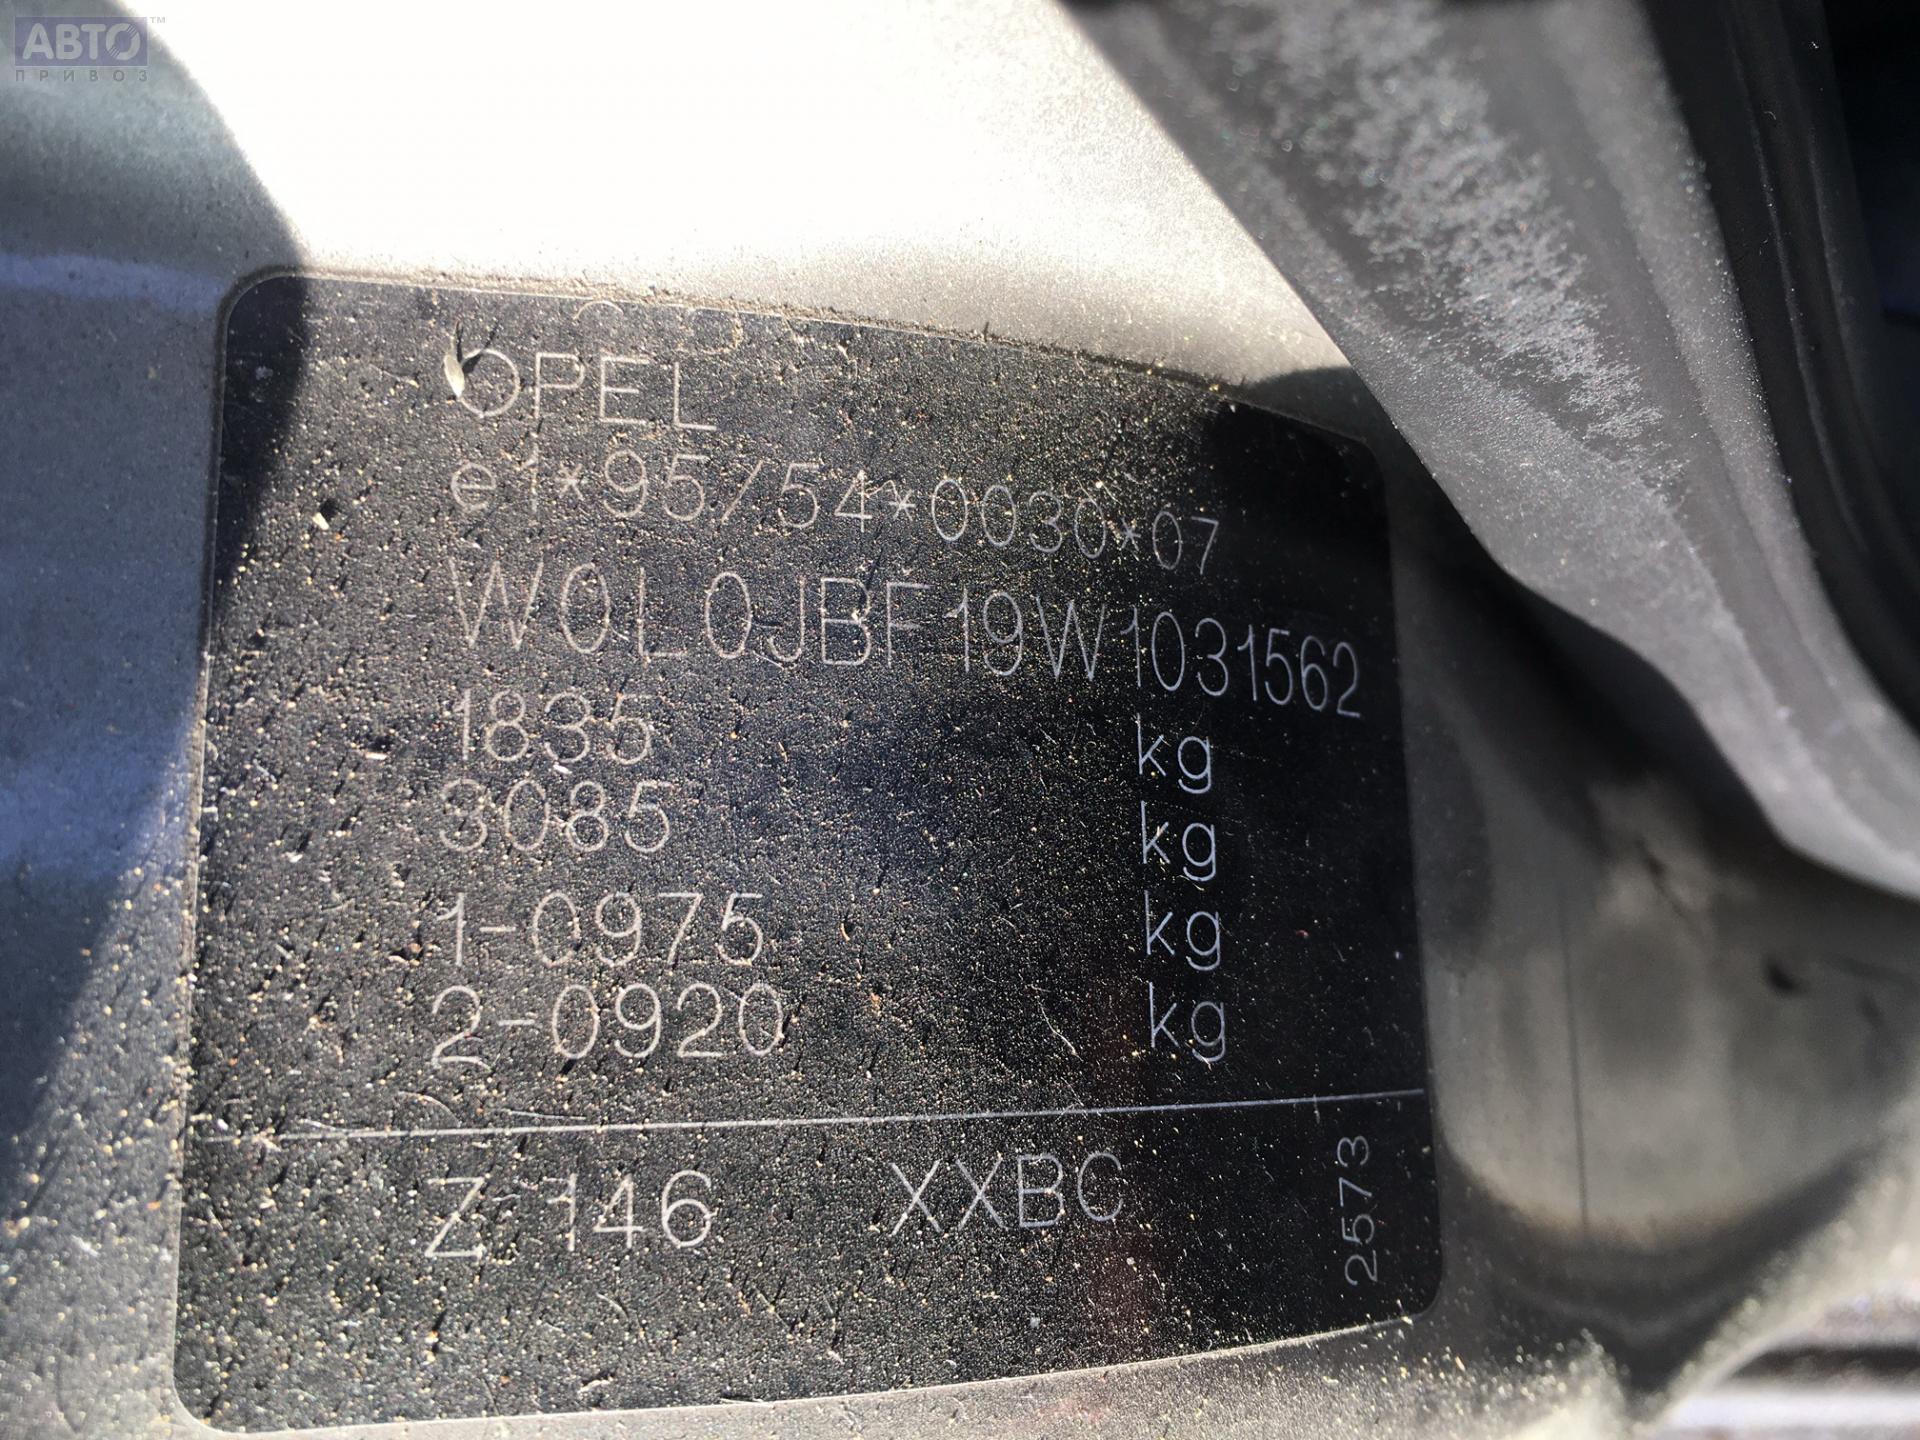 АВТО™
ПРИВОЗ
OPEL
e1*95/54*0030*07
W0L0JBF19W1031562
1835 kg
3085 kg
1-0975 kg
2-0920 kg
Z 146 XXBC
2573